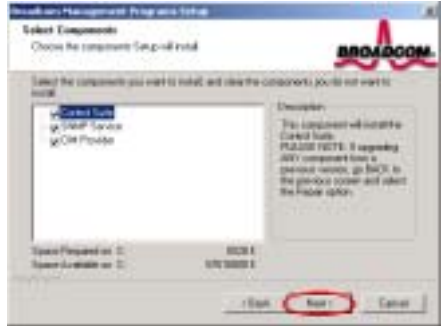 Broadcom Management Programs Setup
Select Components
Choose the components Setup will install.
BROADCOM
Select the components you want to install, and clear the components you do not want to
install.
Control Suite
SNMP Service
CIM Provider
Description
This component will install the
Control Suite.
PLEASE NOTE: If upgrading
ANY component from a
previous version, go BACK to
the previous screen and select
the Repair option.
Space Required on C:
Space Available on C:
< Back
Next >
Cancel